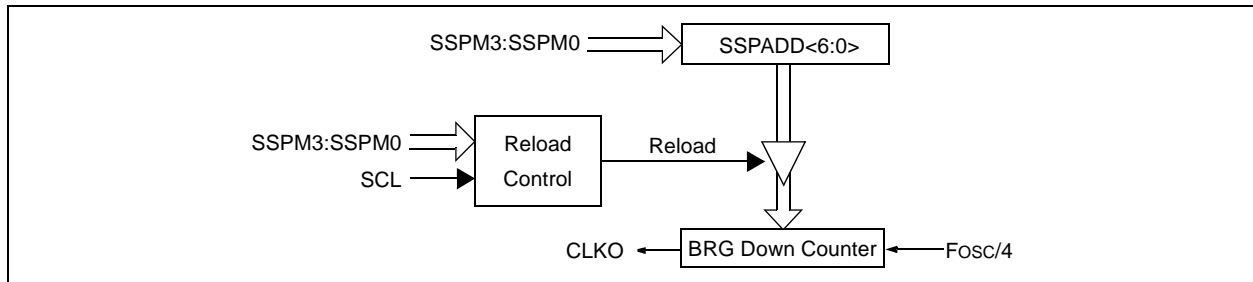 SSPM3:SSPM0
SSPADD<6:0>
SSPM3:SSPM0
SCL
Reload
Control
Reload
CLKO
BRG Down Counter
FOSC/4